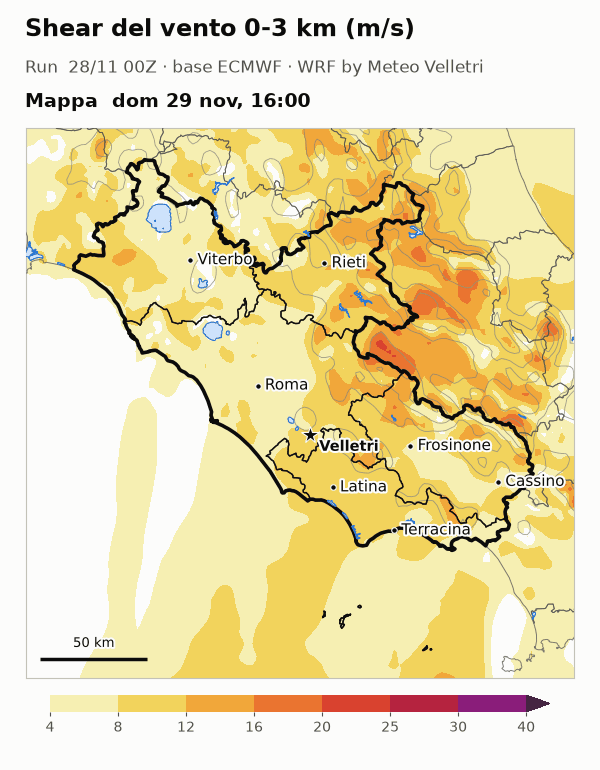 Shear del vento 0-3 km (m/s)
Run  28/11 00Z · base ECMWF · WRF by Meteo Velletri
Mappa  dom 29 nov, 16:00
Viterbo
Rieti
Roma
Velletri
Frosinone
Cassino
Latina
Terracina
50 km
4 8 12 16 20 25 30 40